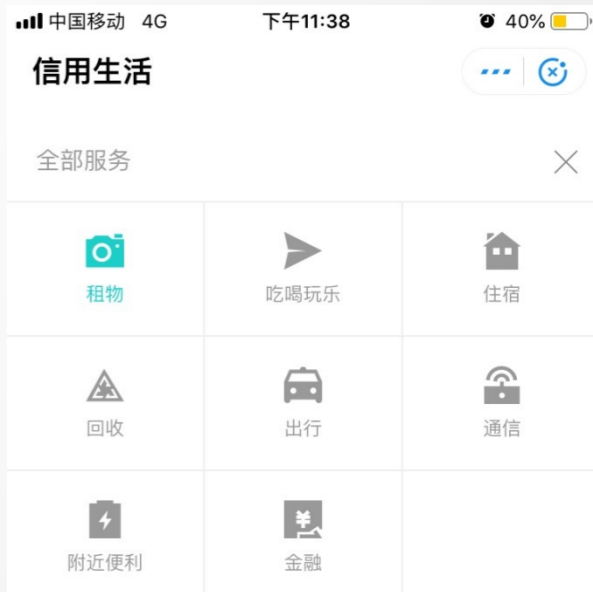 中国移动 4G 下午11:38 40%
信用生活
全部服务
租物 吃喝玩乐 住宿
回收 出行 通信
附近便利 金融